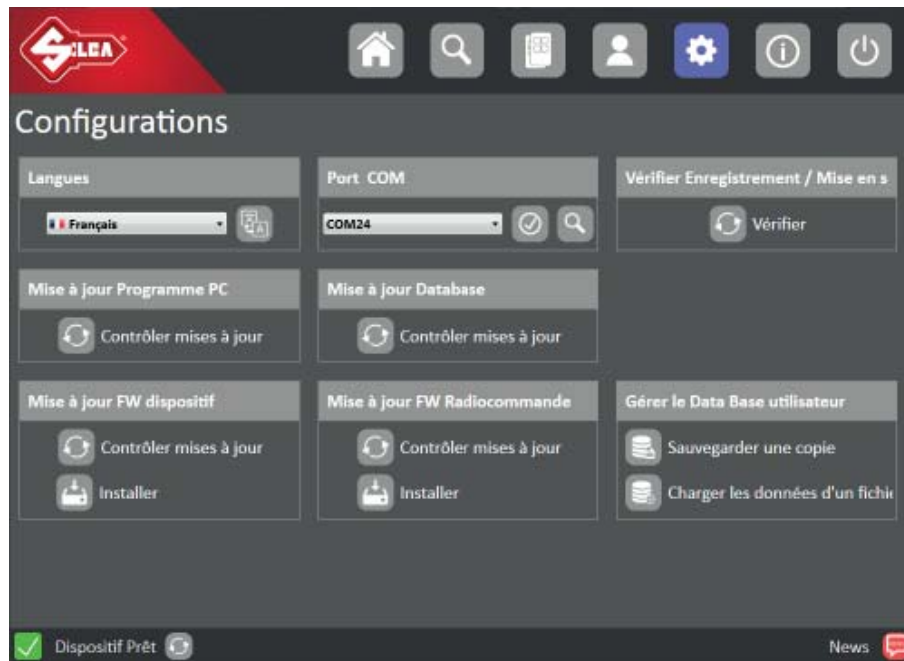 SILCA
Configurations
Langues
Port COM
Vérifier Enregistrement / Mise en s
Français
COM24
Vérifier
Mise à jour Programme PC
Mise à jour Database
Contrôler mises à jour
Contrôler mises à jour
Mise à jour FW dispositif
Mise à jour FW Radiocommande
Gérer le Data Base utilisateur
Contrôler mises à jour
Contrôler mises à jour
Sauvegarder une copie
Installer
Installer
Charger les données d'un fichie
Dispositif Prêt
News